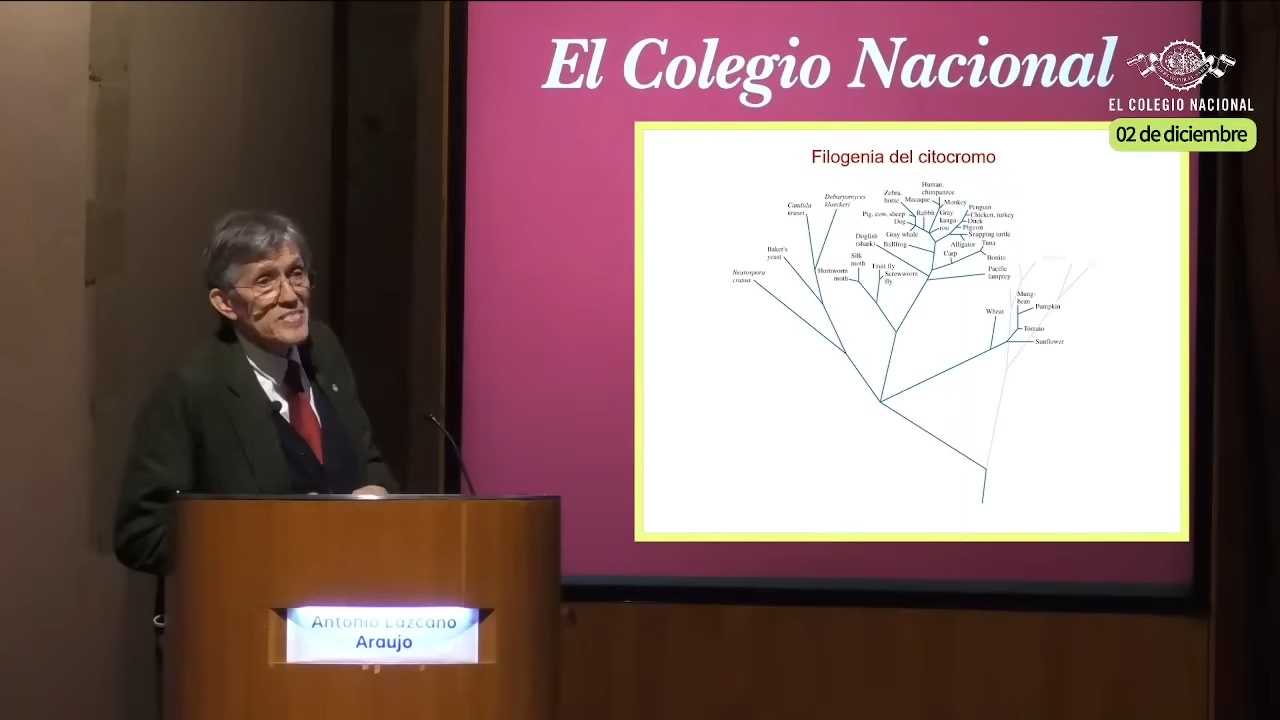 El Colegio Nacional
EL COLEGIO NACIONAL
02 de diciembre
Filogenia del citocromo
Human,
chimpanzee
Zebra,
horse
Macaque
Monkey
Debaryomyces
kloeckeri
Candida
krusei
Pig, cow, sheep
Rabbit
Gray
kanga-
roo
Penguin
Chicken, turkey
Dog
Duck
Pigeon
Gray whale
Snapping turtle
Dogfish
(shark)
Bullfrog
Alligator
Tuna
Baker's
yeast
Carp
Bonito
Silk
moth
Neurospora
crassa
Hornworm
moth
Fruit fly
Screwworm
fly
Pacific
lamprey
Mung-
bean
Pumpkin
Wheat
Tomato
Sunflower
Antonio Lazcano
Araujo